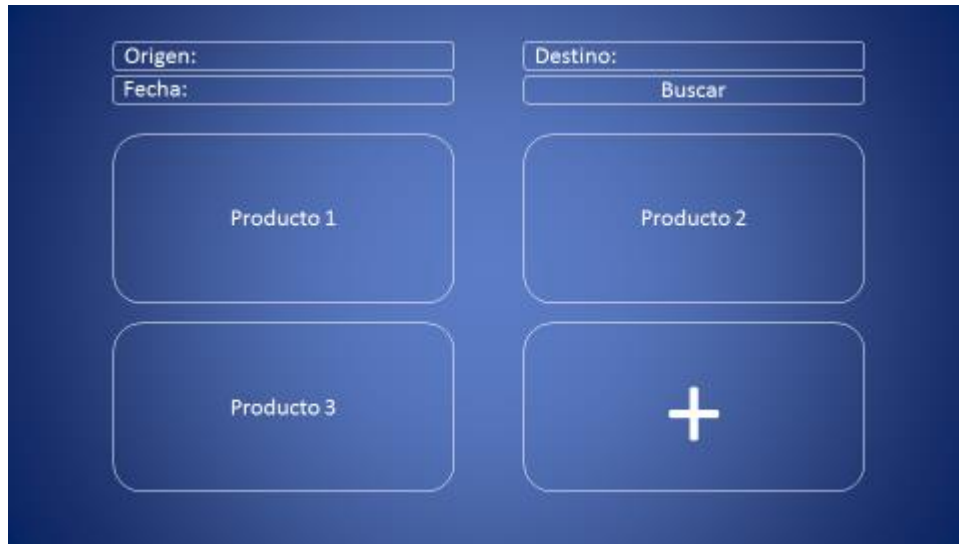 Origen:
Destino:
Fecha:
Buscar
Producto 1
Producto 2
Producto 3
+